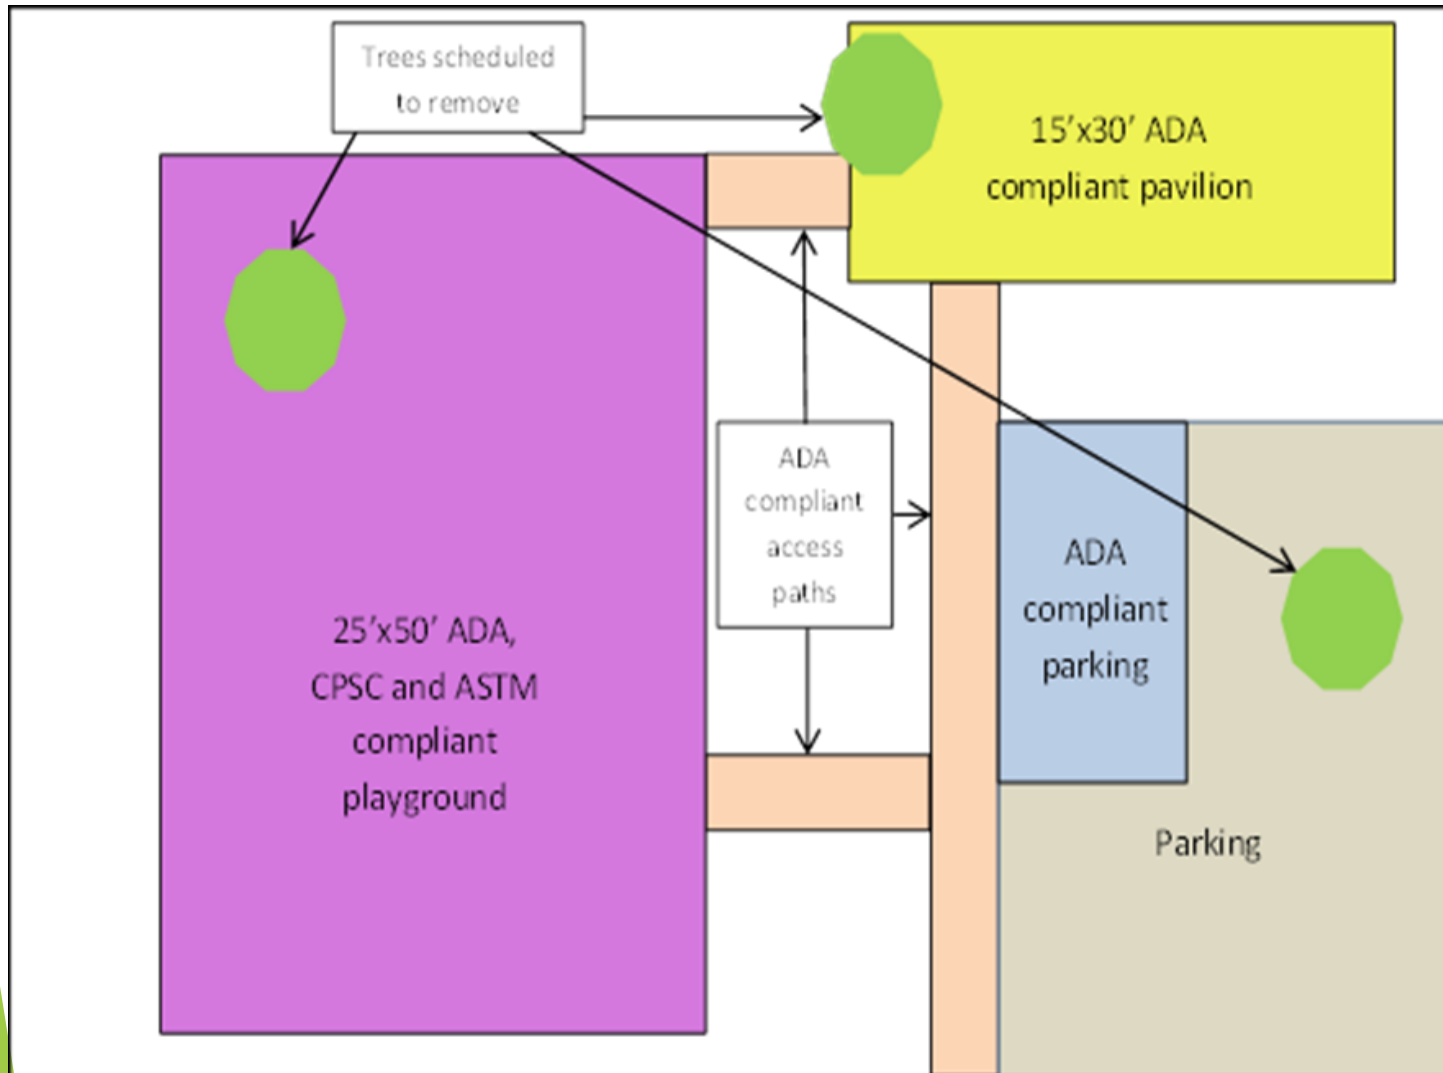 Trees scheduled
to remove
15’x30’ ADA
compliant pavilion
ADA
compliant
access
paths
ADA
compliant
parking
25’x50’ ADA,
CPSC and ASTM
compliant
playground
Parking